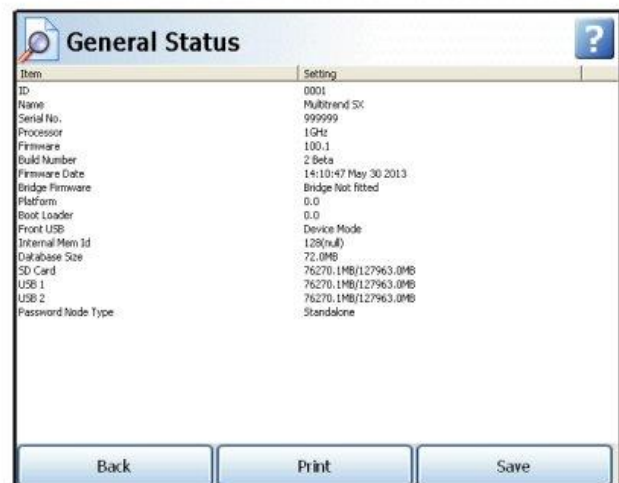 General Status
?
Item Setting
ID 0001
Name Multitrend SX
Serial No. 999999
Processor 1GHz
Firmware 100.1
Build Number 2 Beta
Firmware Date 14:10:47 May 30 2013
Bridge Firmware Bridge Not fitted
Platform 0.0
Boot Loader 0.0
Front USB Device Mode
Internal Mem Id 128(null)
Database Size 72.0MB
SD Card 76270.1MB/127963.0MB
USB 1 76270.1MB/127963.0MB
USB 2 76270.1MB/127963.0MB
Password Node Type Standalone
Back Print Save